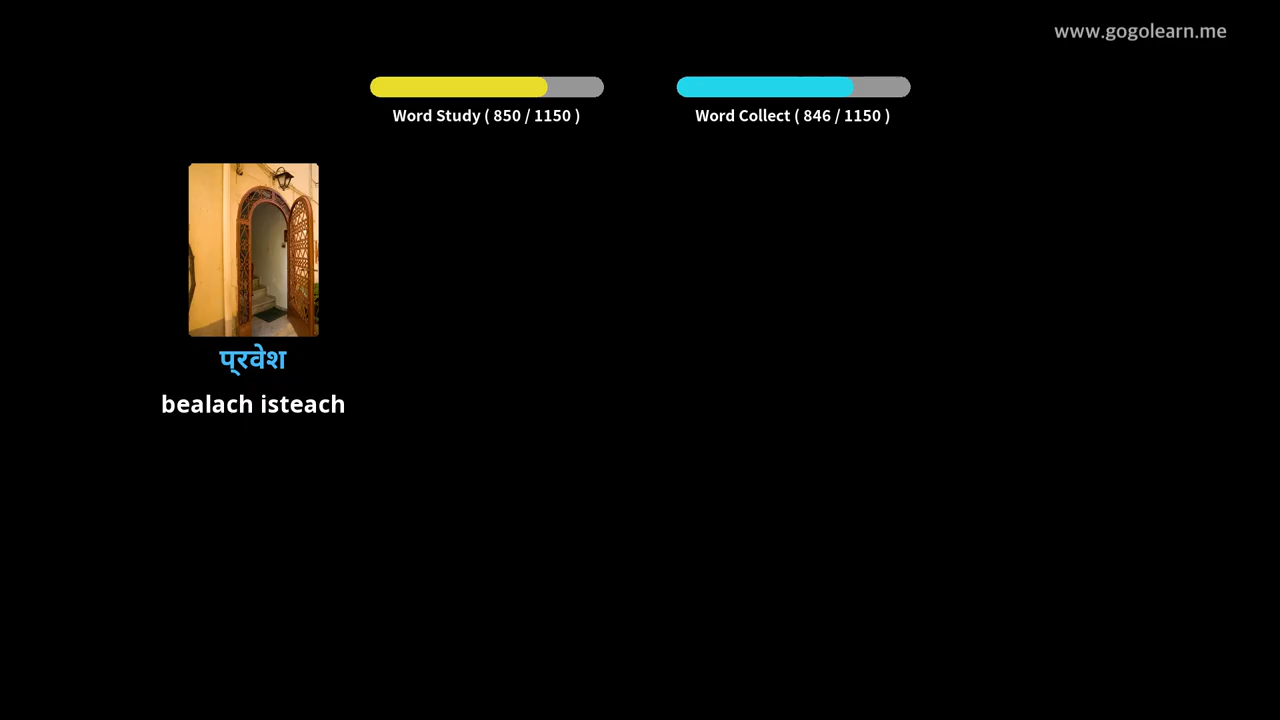 www.gogolearn.me
Word Study ( 850 / 1150 )
Word Collect ( 846 / 1150 )
प्रवेश
bealach isteach